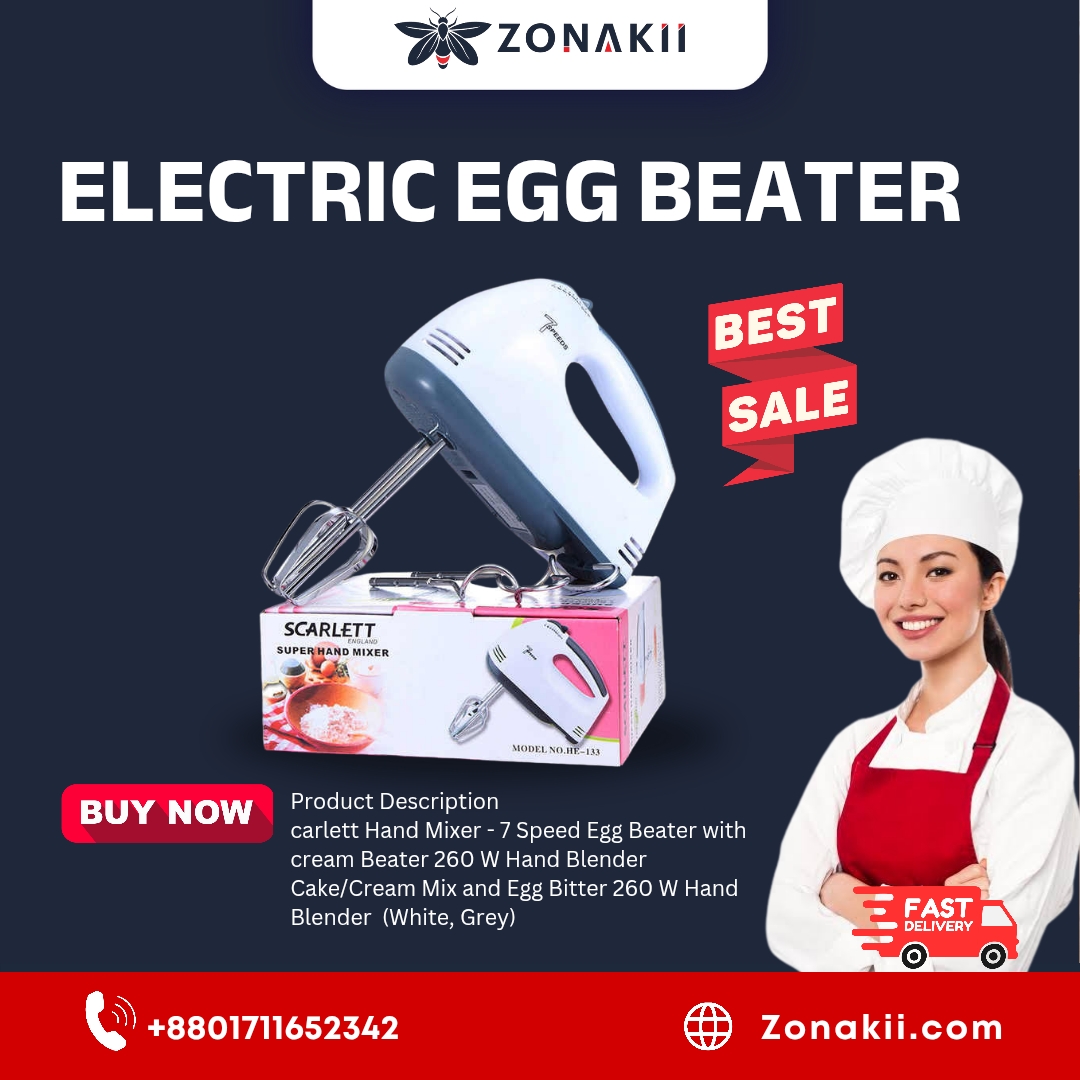 ZONAKII
ELECTRIC EGG BEATER
7 SPEEDS
BEST
SALE
SCARLETT
ENGLAND
SUPER HAND MIXER
MODEL NO.HE-133
BUY NOW
Product Description
carlett Hand Mixer - 7 Speed Egg Beater with
cream Beater 260 W Hand Blender
Cake/Cream Mix and Egg Bitter 260 W Hand
Blender (White, Grey)
FAST
DELIVERY
+8801711652342
Zonakii.com